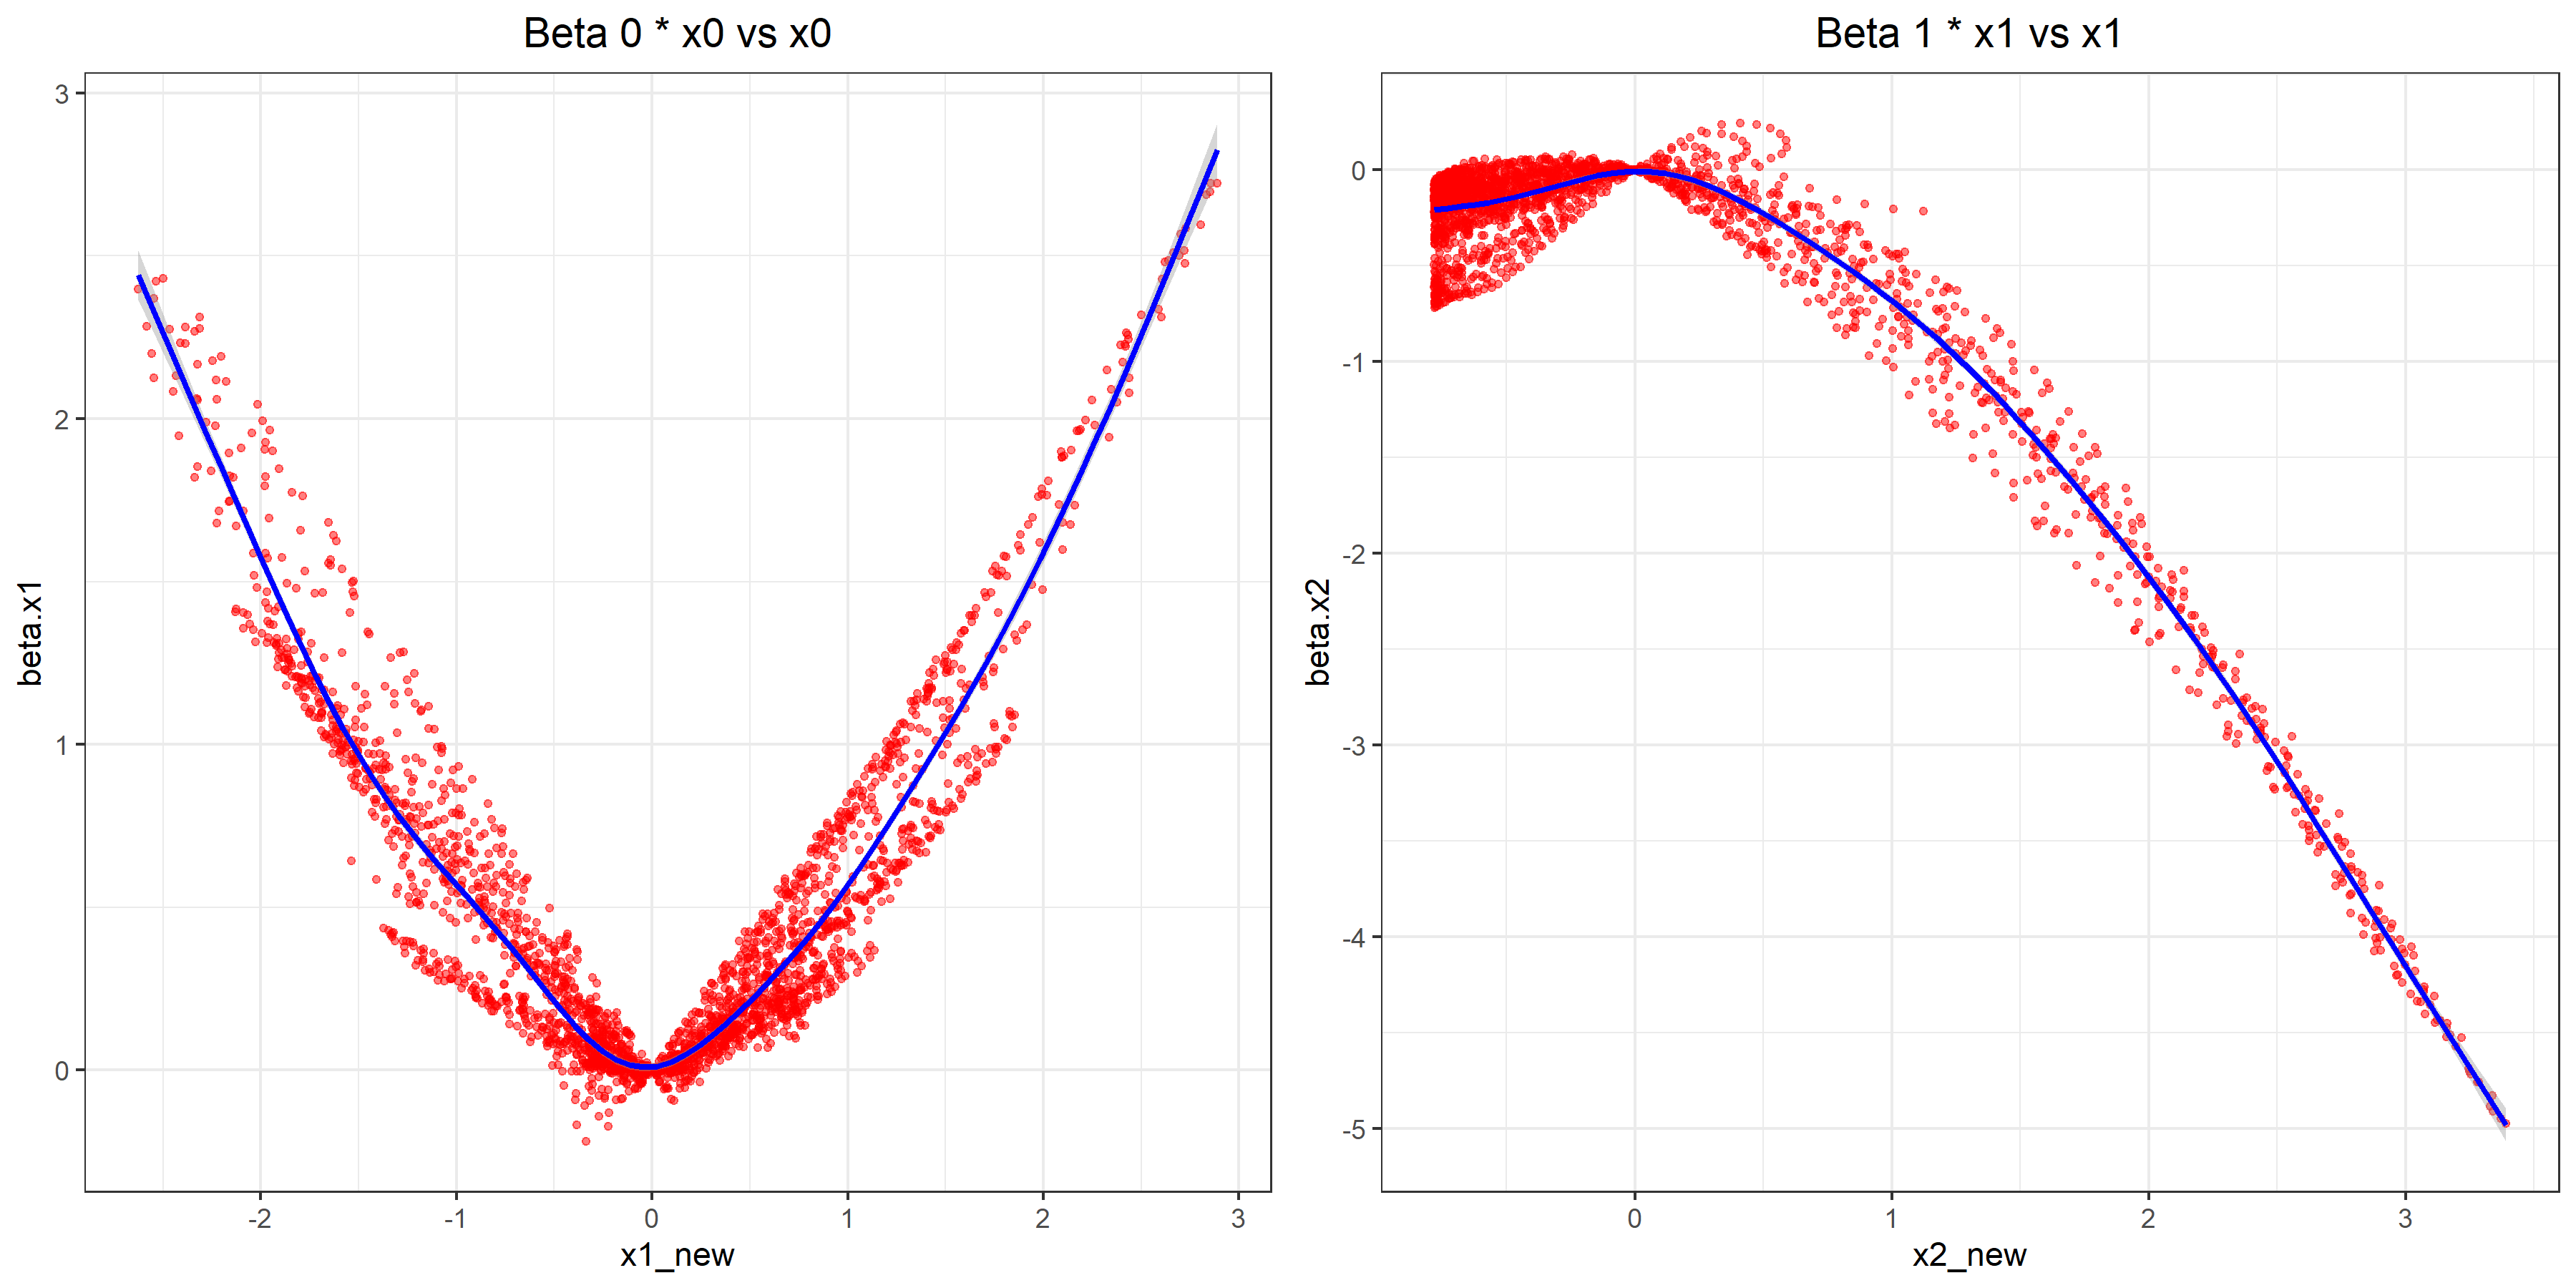 Beta 0 * x0 vs x0
3
2
1
0
beta.x1
-2 -1 0 1 2 3
x1_new
Beta 1 * x1 vs x1
0
-1
-2
-3
-4
-5
beta.x2
0 1 2 3
x2_new